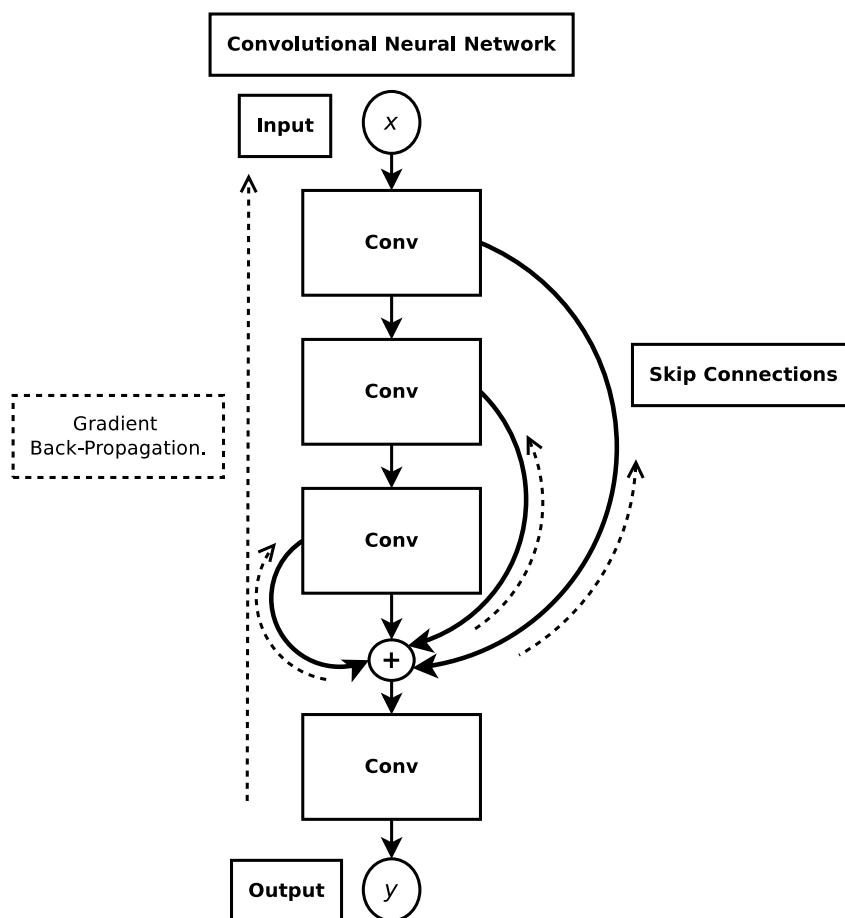 Convolutional Neural Network
Input
x
Conv
Conv
Skip Connections
Gradient
Back-Propagation.
Conv
+
Conv
Output
y